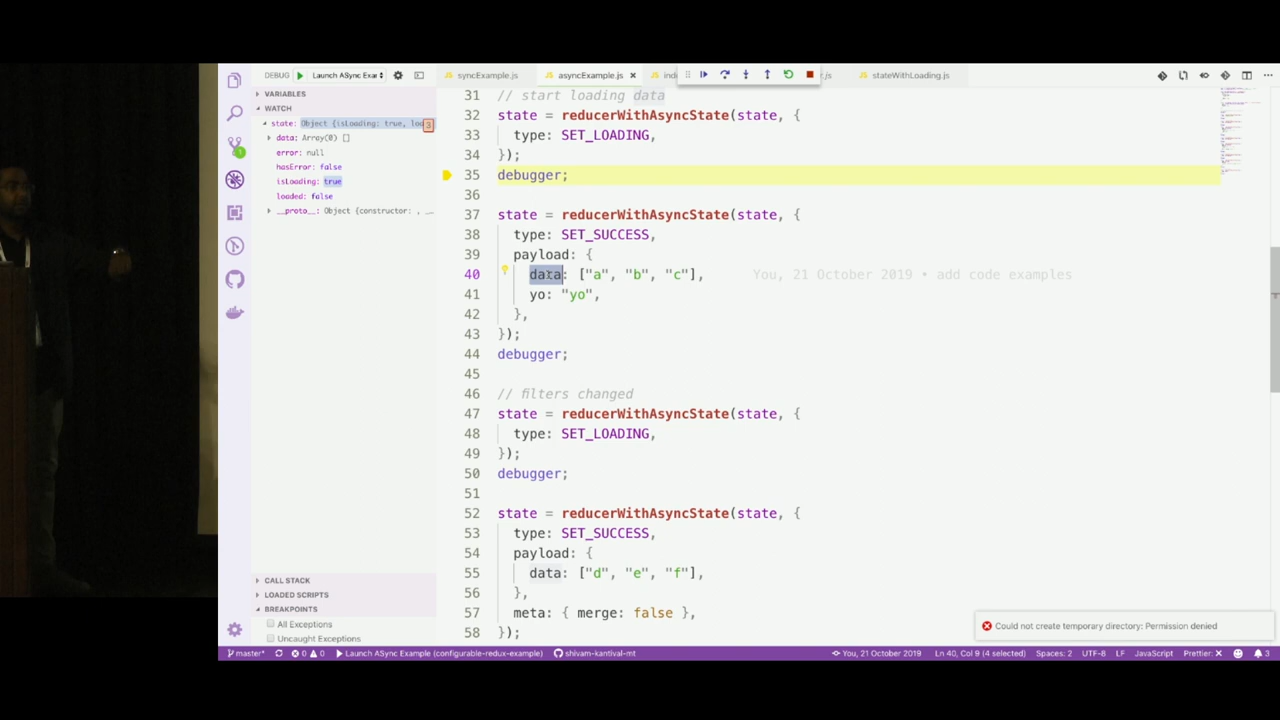 DEBUG Launch ASync Exar syncExample.js asyncExample.js × ind .js stateWithLoading.js
VARIABLES
WATCH
state: Object {isLoading: true, loa 3
data: Array(0) []
error: null
hasError: false
isLoading: true
loaded: false
__proto__: Object {constructor: , …
CALL STACK
LOADED SCRIPTS
BREAKPOINTS
All Exceptions
Uncaught Exceptions
31 // start loading data
32 state = reducerWithAsyncState(state, {
33 type: SET_LOADING,
34 });
35 debugger;
36
37 state = reducerWithAsyncState(state, {
38 type: SET_SUCCESS,
39 payload: {
40 data: ["a", "b", "c"], You, 21 October 2019 • add code examples
41 yo: "yo",
42 },
43 });
44 debugger;
45
46 // filters changed
47 state = reducerWithAsyncState(state, {
48 type: SET_LOADING,
49 });
50 debugger;
51
52 state = reducerWithAsyncState(state, {
53 type: SET_SUCCESS,
54 payload: {
55 data: ["d", "e", "f"],
56 },
57 meta: { merge: false },
58 });
Could not create temporary directory: Permission denied
master* 0 0 Launch ASync Example (configurable-redux-example) shivam-kantival-mt You, 21 October 2019 Ln 40, Col 9 (4 selected) Spaces: 2 UTF-8 LF JavaScript Prettier: × 3